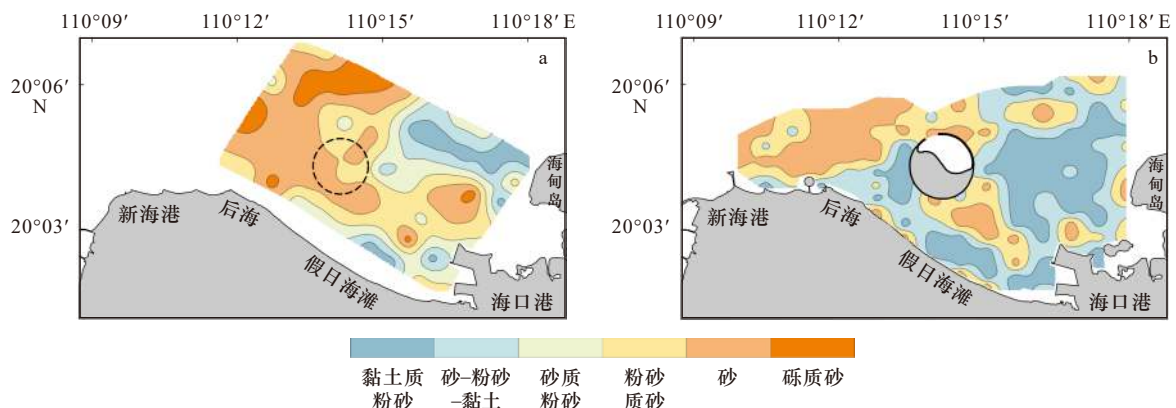 110°09′ 110°12′ 110°15′ 110°18′ E
110°09′ 110°12′ 110°15′ 110°18′ E
a
20°06′
N
20°03′
新海港
后海
假日海滩
海口港
海甸岛
b
20°06′
N
20°03′
新海港
后海
假日海滩
海口港
海甸岛
黏土质
粉砂
砂–粉砂
–黏土
砂质
粉砂
粉砂
质砂
砂
砾质砂